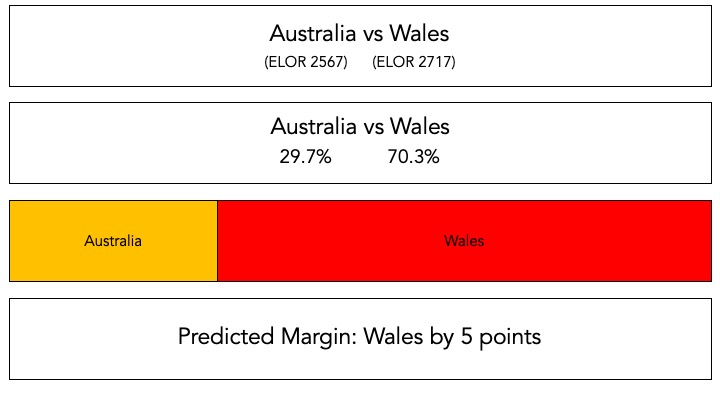 Australia vs Wales
(ELOR 2567) (ELOR 2717)
Australia vs Wales
29.7% 70.3%
Australia Wales
Predicted Margin: Wales by 5 points